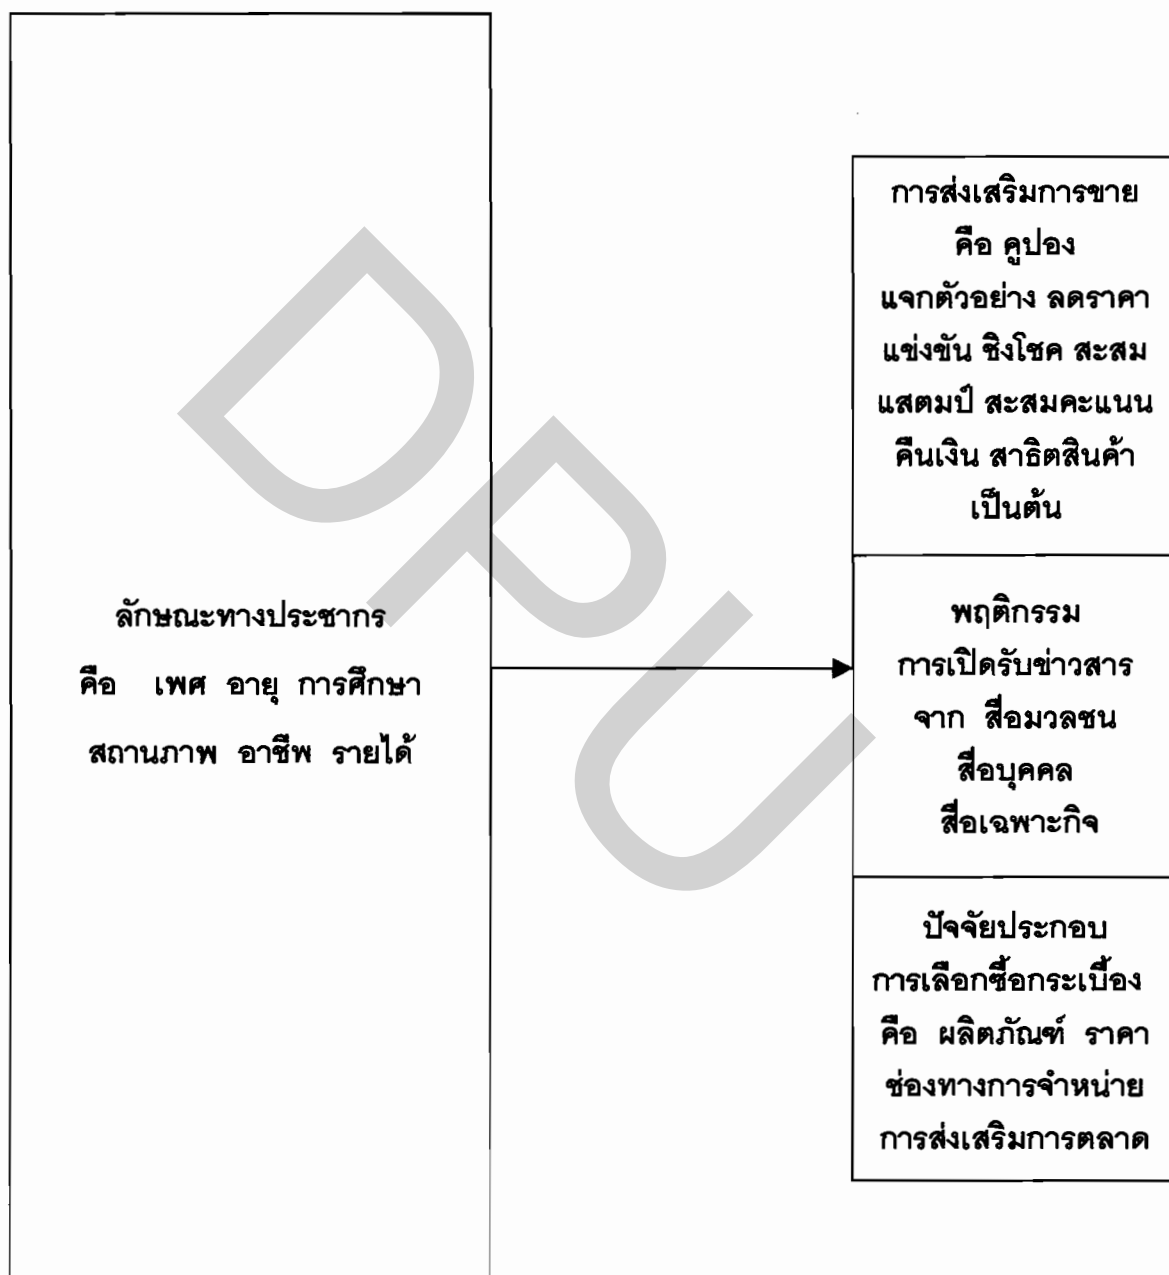 ลักษณะทางประชากร
คือ เพศ อายุ การศึกษา
สถานภาพ อาชีพ รายได้
การส่งเสริมการขาย
คือ คูปอง
แจกตัวอย่าง ลดราคา
แข่งขัน ชิงโชค สะสม
แสตมป์ สะสมคะแนน
คืนเงิน สาธิตสินค้า
เป็นต้น
พฤติกรรม
การเปิดรับข่าวสาร
จาก สื่อมวลชน
สื่อบุคคล
สื่อเฉพาะกิจ
ปัจจัยประกอบ
การเลือกซื้อกระเบื้อง
คือ ผลิตภัณฑ์ ราคา
ช่องทางการจำหน่าย
การส่งเสริมการตลาด
DPU